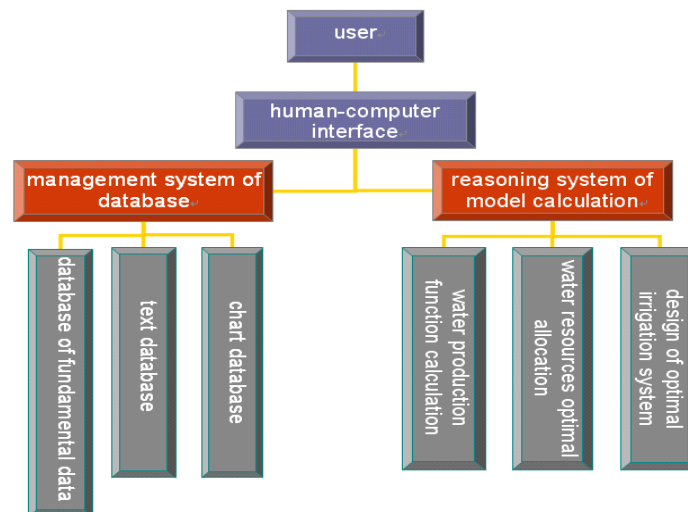 user
human-computer
interface
management system of
database
reasoning system of
model calculation
database of fundamental data
text database
chart database
water production
function calculation
water resources optimal
allocation
design of optimal
irrigation system